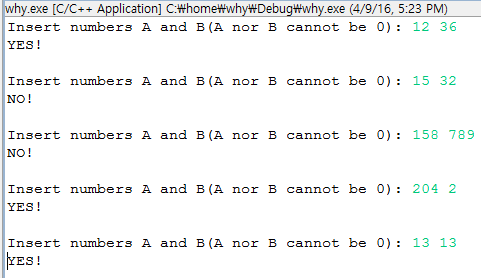 why.exe [C/C++ Application] C:₩home₩why₩Debug₩why.exe (4/9/16, 5:23 PM)
Insert numbers A and B(A nor B cannot be 0): 12 36
YES!
Insert numbers A and B(A nor B cannot be 0): 15 32
NO!
Insert numbers A and B(A nor B cannot be 0): 158 789
NO!
Insert numbers A and B(A nor B cannot be 0): 204 2
YES!
Insert numbers A and B(A nor B cannot be 0): 13 13
YES!